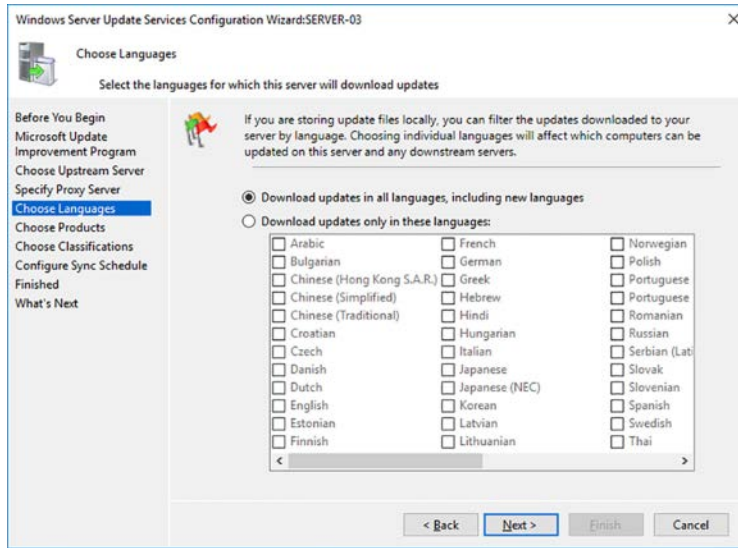 Windows Server Update Services Configuration Wizard:SERVER-03
Choose Languages
Select the languages for which this server will download updates
Before You Begin
Microsoft Update
Improvement Program
Choose Upstream Server
Specify Proxy Server
Choose Languages
Choose Products
Choose Classifications
Configure Sync Schedule
Finished
What's Next
If you are storing update files locally, you can filter the updates downloaded to your
server by language. Choosing individual languages will affect which computers can be
updated on this server and any downstream servers.
Download updates in all languages, including new languages
Download updates only in these languages:
Arabic
Bulgarian
Chinese (Hong Kong S.A.R.)
Chinese (Simplified)
Chinese (Traditional)
Croatian
Czech
Danish
Dutch
English
Estonian
Finnish
French
German
Greek
Hebrew
Hindi
Hungarian
Italian
Japanese
Japanese (NEC)
Korean
Latvian
Lithuanian
Norwegian
Polish
Portuguese
Portuguese
Romanian
Russian
Serbian (Lati
Slovak
Slovenian
Spanish
Swedish
Thai
< Back
Next >
Finish
Cancel